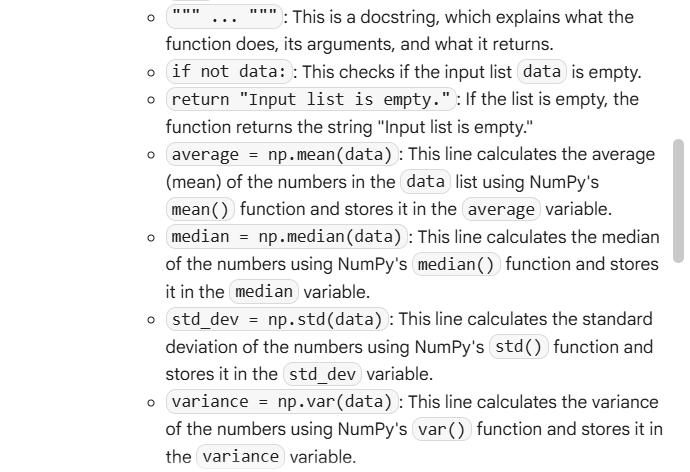 """ ... """: This is a docstring, which explains what the
function does, its arguments, and what it returns.
if not data:: This checks if the input list data is empty.
return "Input list is empty.": If the list is empty, the
function returns the string "Input list is empty."
average = np.mean(data): This line calculates the average
(mean) of the numbers in the data list using NumPy's
mean() function and stores it in the average variable.
median = np.median(data): This line calculates the median
of the numbers using NumPy's median() function and stores
it in the median variable.
std_dev = np.std(data): This line calculates the standard
deviation of the numbers using NumPy's std() function and
stores it in the std_dev variable.
variance = np.var(data): This line calculates the variance
of the numbers using NumPy's var() function and stores it in
the variance variable.